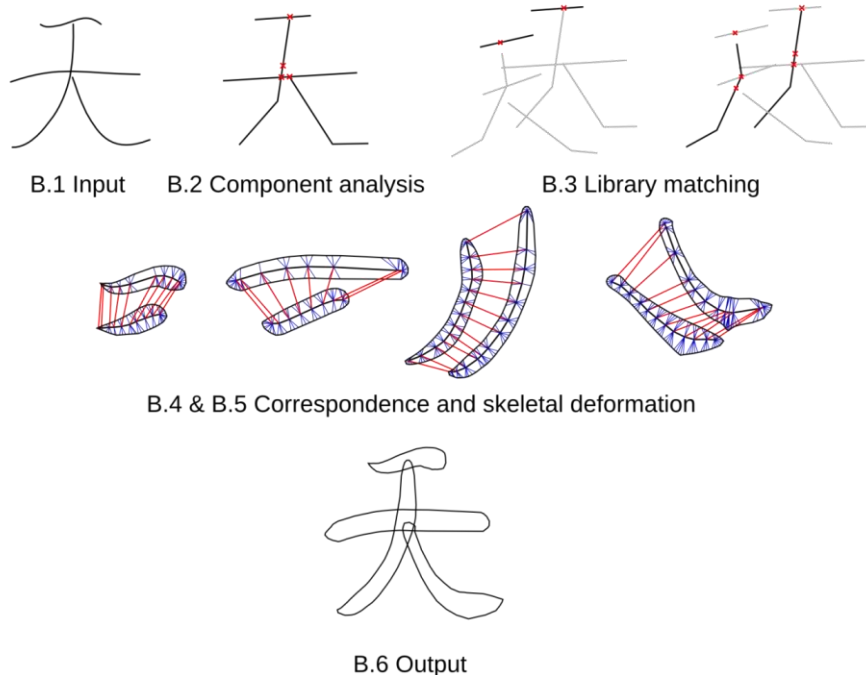 天 天
B.1 Input B.2 Component analysis B.3 Library matching
B.4 & B.5 Correspondence and skeletal deformation
天
B.6 Output